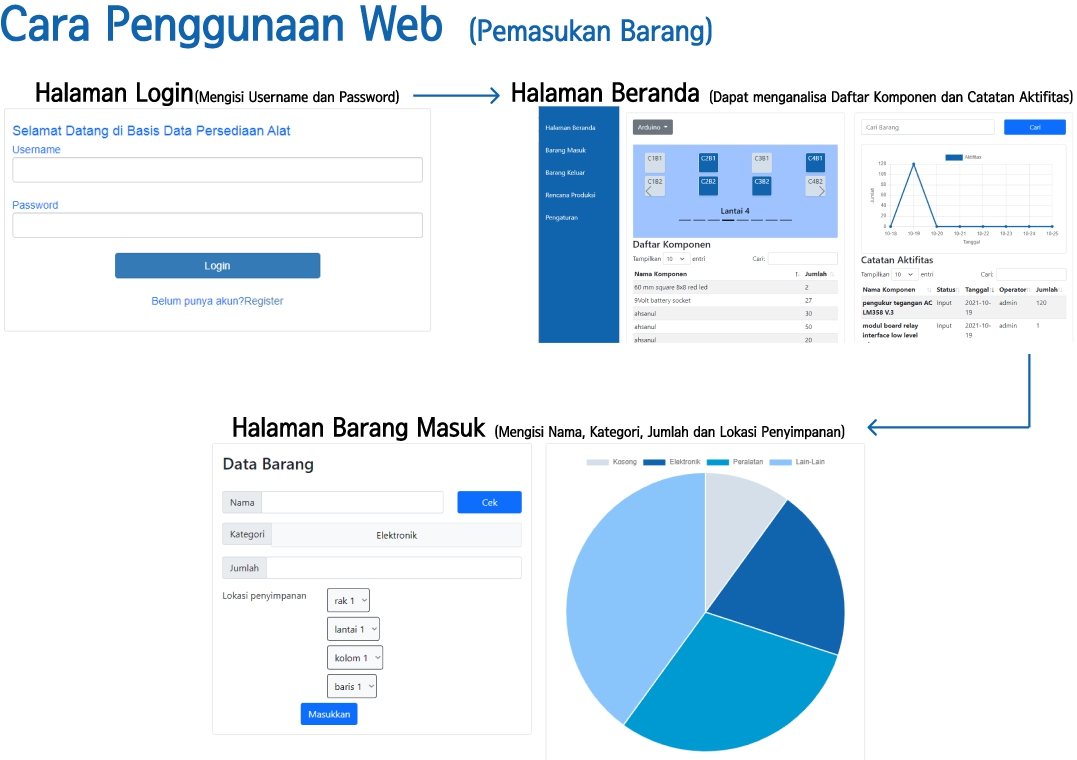 Cara Penggunaan Web (Pemasukan Barang)
Halaman Login(Mengisi Username dan Password)
Selamat Datang di Basis Data Persediaan Alat
Username
Password
Login
Belum punya akun?Register
Halaman Beranda (Dapat menganalisa Daftar Komponen dan Catatan Aktifitas)
Halaman Beranda
Barang Masuk
Barang Keluar
Rencana Produksi
Pengaturan
Arduino
C1B1 C2B1 C3B1 C4B1
C1B2 C2B2 C3B2 C4B2
Lantai 4
Daftar Komponen
Tampilkan 10 entri Cari:
Nama Komponen Jumlah
60 mm square 8x8 red led 2
9Volt battery socket 27
ahsanul 30
ahsanul 50
ahsanul 20
Cari Barang Cari
Aktifitas
120
100
80
60
40
20
0
Jumlah
10-18 10-19 10-20 10-21 10-22 10-23 10-24 10-25
Tanggal
Catatan Aktifitas
Tampilkan 10 entri Cari:
Nama Komponen Status Tanggal Operator Jumlah
pengukur tegangan AC Input 2021-10- admin 120
LM358 V.3 19
modul board relay Input 2021-10- admin 1
interface low level 19
Halaman Barang Masuk (Mengisi Nama, Kategori, Jumlah dan Lokasi Penyimpanan)
Data Barang
Nama Cek
Kategori Elektronik
Jumlah
Lokasi penyimpanan rak 1
lantai 1
kolom 1
baris 1
Masukkan
Kosong Elektronik Peralatan Lain-Lain